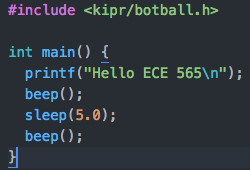 #include <kipr/botball.h>

int main() {
  printf("Hello ECE 565\n");
  beep();
  sleep(5.0);
  beep();
}